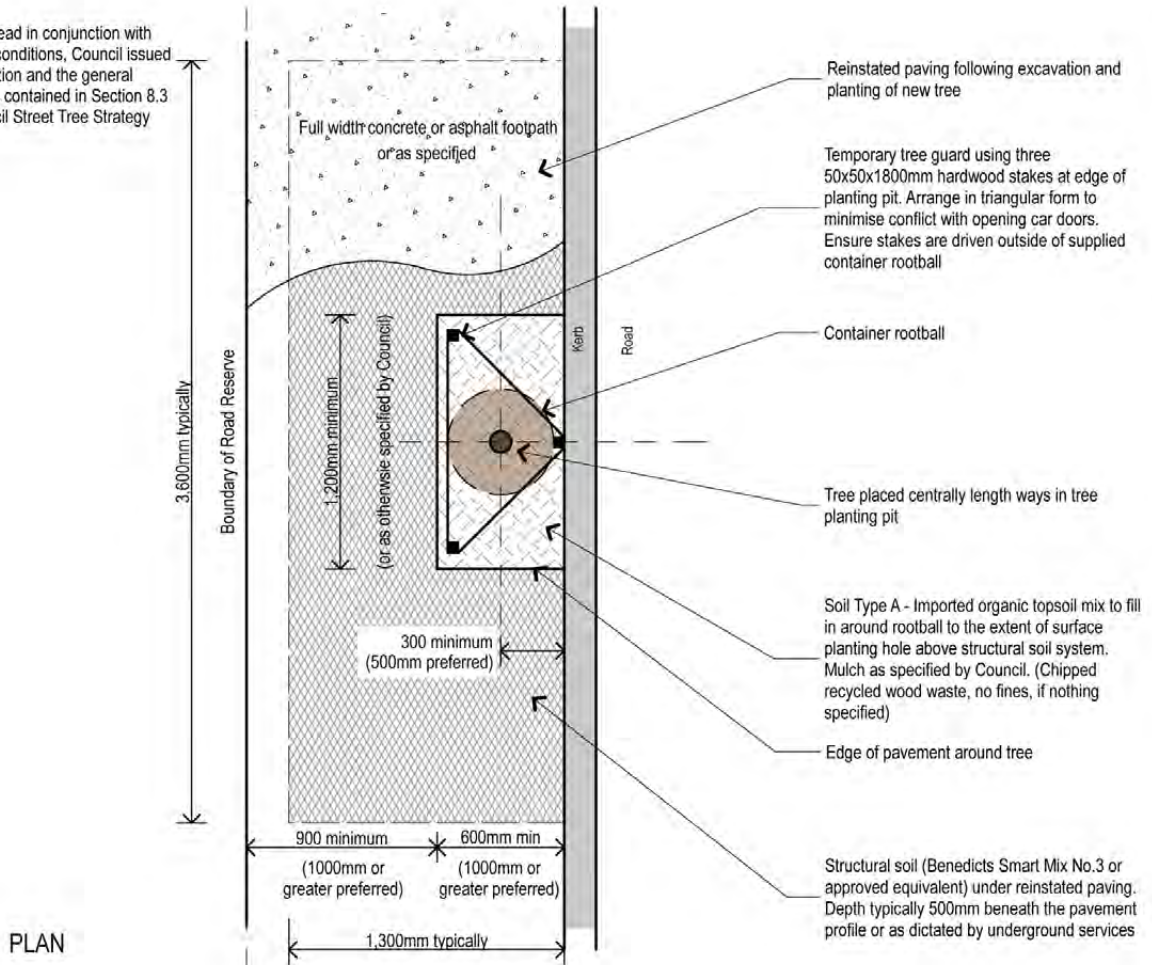 ead in conjunction with
conditions, Council issued
tion and the general
contained in Section 8.3
cil Street Tree Strategy
Full width concrete or asphalt footpath
or as specified
3,600mm typically
Boundary of Road Reserve
1,200mm minimum
(or as otherwsie specified by Council)
Kerb
Road
300 minimum
(500mm preferred)
900 minimum
(1000mm or
greater preferred)
600mm min
(1000mm or
greater preferred)
1,300mm typically
PLAN
Reinstated paving following excavation and
planting of new tree
Temporary tree guard using three
50x50x1800mm hardwood stakes at edge of
planting pit. Arrange in triangular form to
minimise conflict with opening car doors.
Ensure stakes are driven outside of supplied
container rootball
Container rootball
Tree placed centrally length ways in tree
planting pit
Soil Type A - Imported organic topsoil mix to fill
in around rootball to the extent of surface
planting hole above structural soil system.
Mulch as specified by Council. (Chipped
recycled wood waste, no fines, if nothing
specified)
Edge of pavement around tree
Structural soil (Benedicts Smart Mix No.3 or
approved equivalent) under reinstated paving.
Depth typically 500mm beneath the pavement
profile or as dictated by underground services